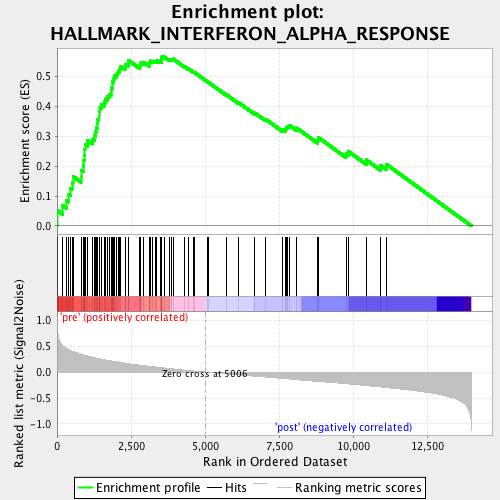 Enrichment plot:
HALLMARK_INTERFERON_ALPHA_RESPONSE
Enrichment score (ES)
0.5
0.4
0.3
0.2
0.1
0.0
'pre' (positively correlated)
Ranked list metric (Signal2Noise)
1.0
0.5
0.0
-0.5
-1.0
Zero cross at 5006
'post' (negatively correlated)
0 2,500 5,000 7,500 10,000 12,500
Rank in Ordered Dataset
Enrichment profile Hits Ranking metric scores